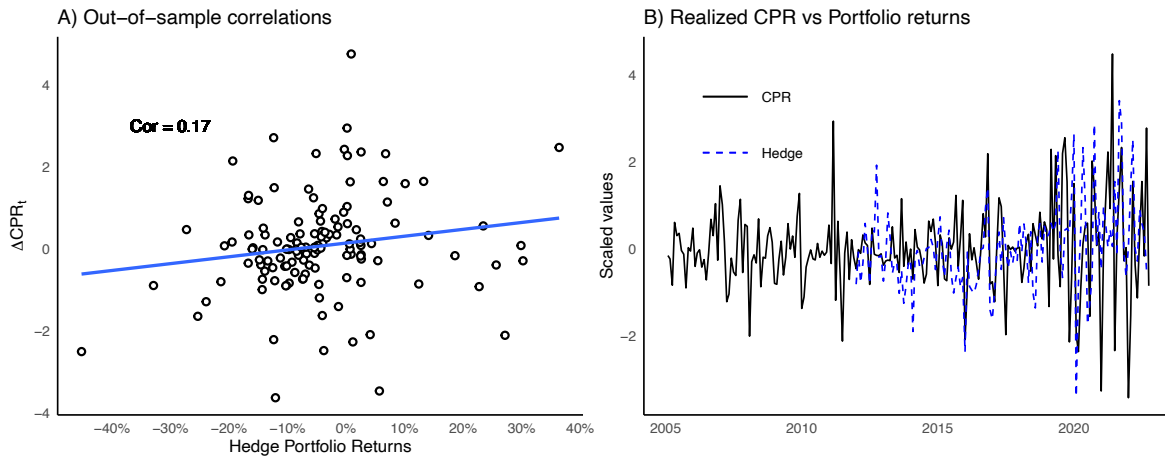 A) Out−of−sample correlations
ΔCPRt
4
2
0
−2
−4
Cor = 0.17
−40%
−30%
−20%
−10%
0%
10%
20%
30%
40%
Hedge Portfolio Returns
B) Realized CPR vs Portfolio returns
Scaled values
4
2
0
−2
CPR
Hedge
2005
2010
2015
2020